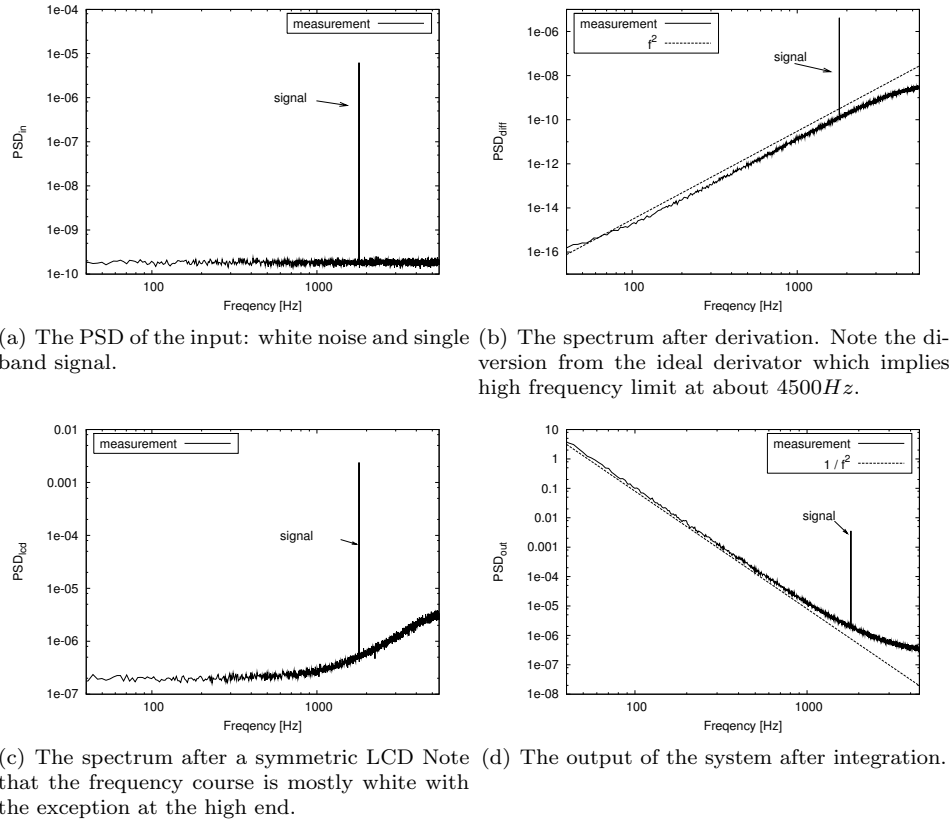 1e-04
1e-05
1e-06
1e-07
1e-08
1e-09
1e-10
PSD_in
measurement
signal
100
1000
Freqency [Hz]
(a) The PSD of the input: white noise and single
band signal.
1e-06
1e-08
1e-10
1e-12
1e-14
1e-16
PSD_diff
measurement
f^2
signal
100
1000
Freqency [Hz]
(b) The spectrum after derivation. Note the di-
version from the ideal derivator which implies
high frequency limit at about 4500Hz.
0.01
0.001
1e-04
1e-05
1e-06
1e-07
PSD_lcd
measurement
signal
100
1000
Freqency [Hz]
(c) The spectrum after a symmetric LCD Note
that the frequency course is mostly white with
the exception at the high end.
10
1
0.1
0.01
0.001
1e-04
1e-05
1e-06
1e-07
1e-08
PSD_out
measurement
1 / f^2
signal
100
1000
Freqency [Hz]
(d) The output of the system after integration.